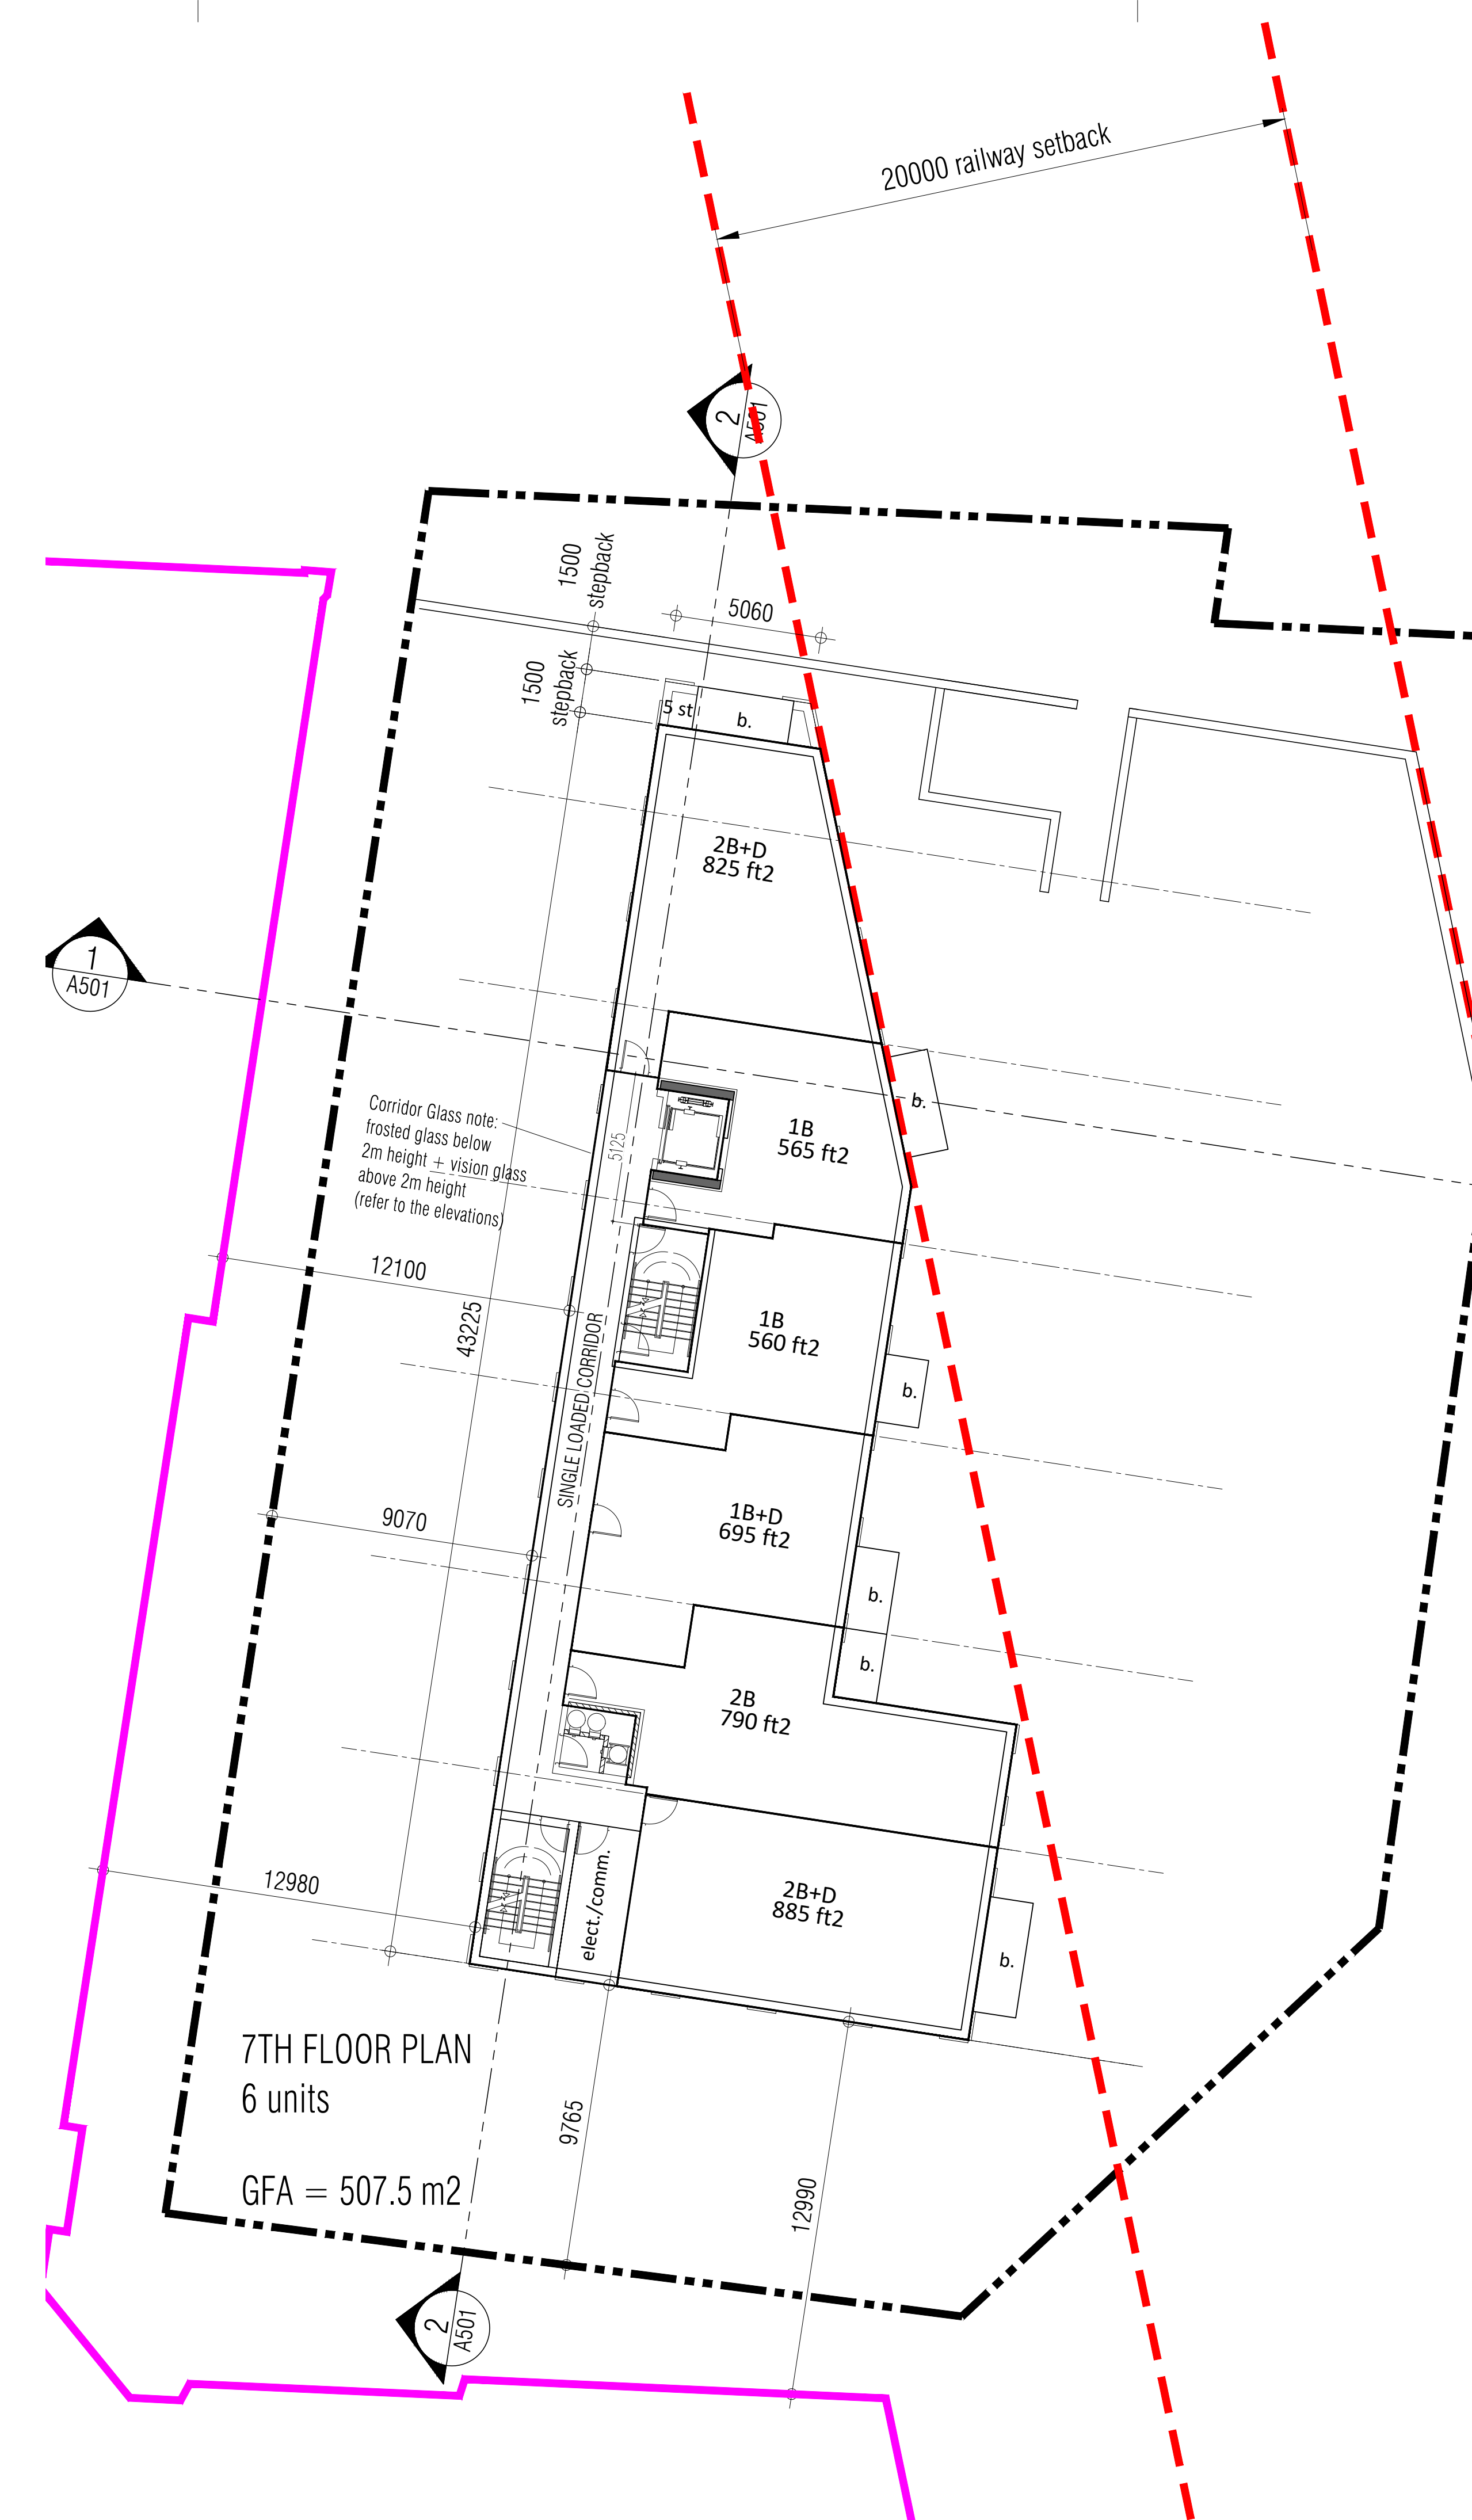 20000 railway setback
2
A501
1500
stepback
5060
1500
stepback
5 st
b.
2B+D
825 ft2
1
A501
Corridor Glass note:
frosted glass below
2m height + vision glass
above 2m height
(refer to the elevations)
5125
1B
565 ft2
b.
12100
43225
SINGLE LOADED CORRIDOR
1B
560 ft2
b.
9070
1B+D
695 ft2
b.
b.
2B
790 ft2
12980
elect./comm.
2B+D
885 ft2
b.
7TH FLOOR PLAN
6 units
GFA = 507.5 m2
9765
12990
2
A501